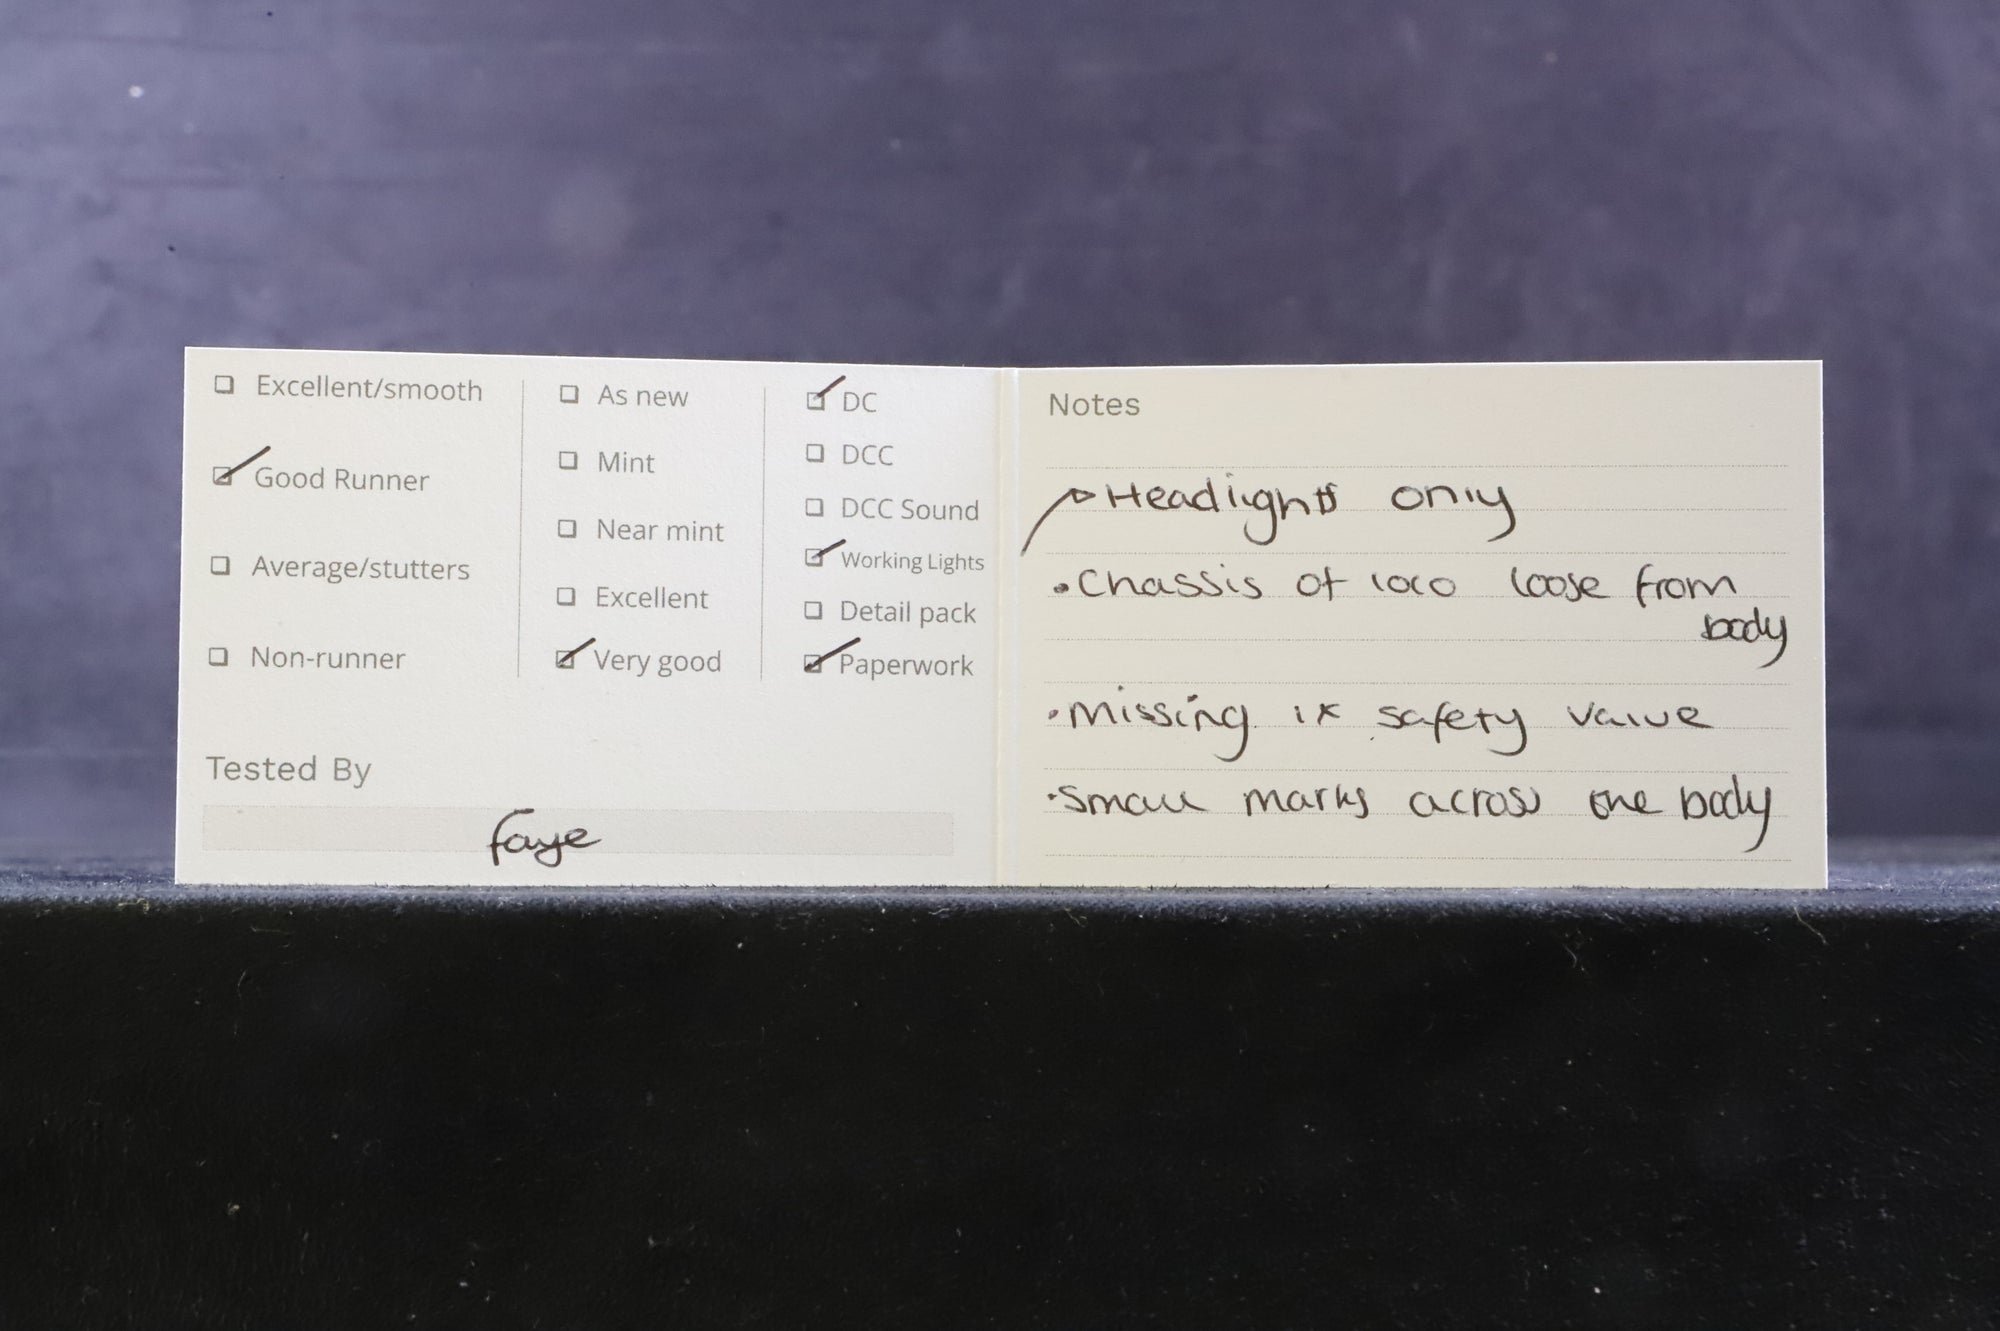 Excellent/smooth
Good Runner
Average/stutters
Non-runner
As new
Mint
Near mint
Excellent
Very good
DC
DCC
DCC Sound
Working Lights
Detail pack
Paperwork
Tested By
Faye
Notes
Headlights only
• Chassis of loco loose from
body
• Missing 1x safety valve
• Small marks across the body